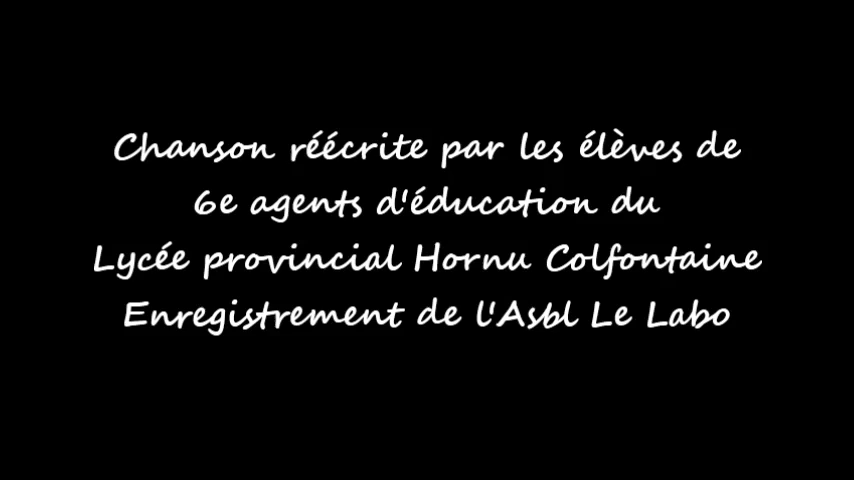 Chanson réécrite par les élèves de
6e agents d'éducation du
Lycée provincial Hornu Colfontaine
Enregistrement de l'Asbl Le Labo